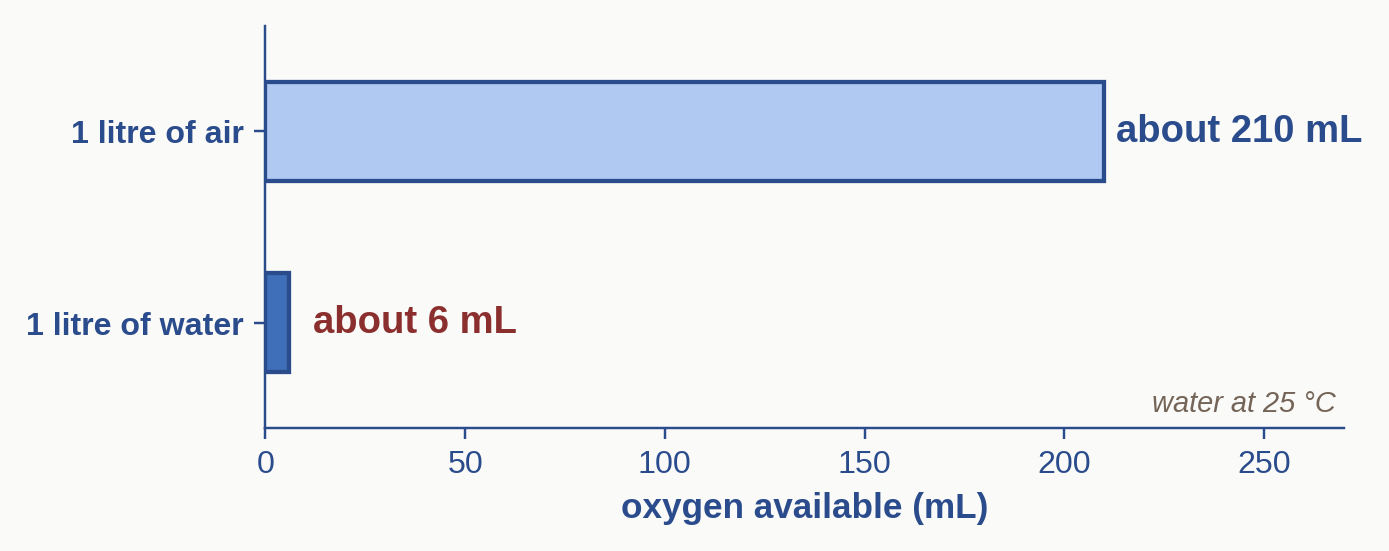 1 litre of air
about 210 mL
1 litre of water
about 6 mL
water at 25 °C
0 50 100 150 200 250
oxygen available (mL)